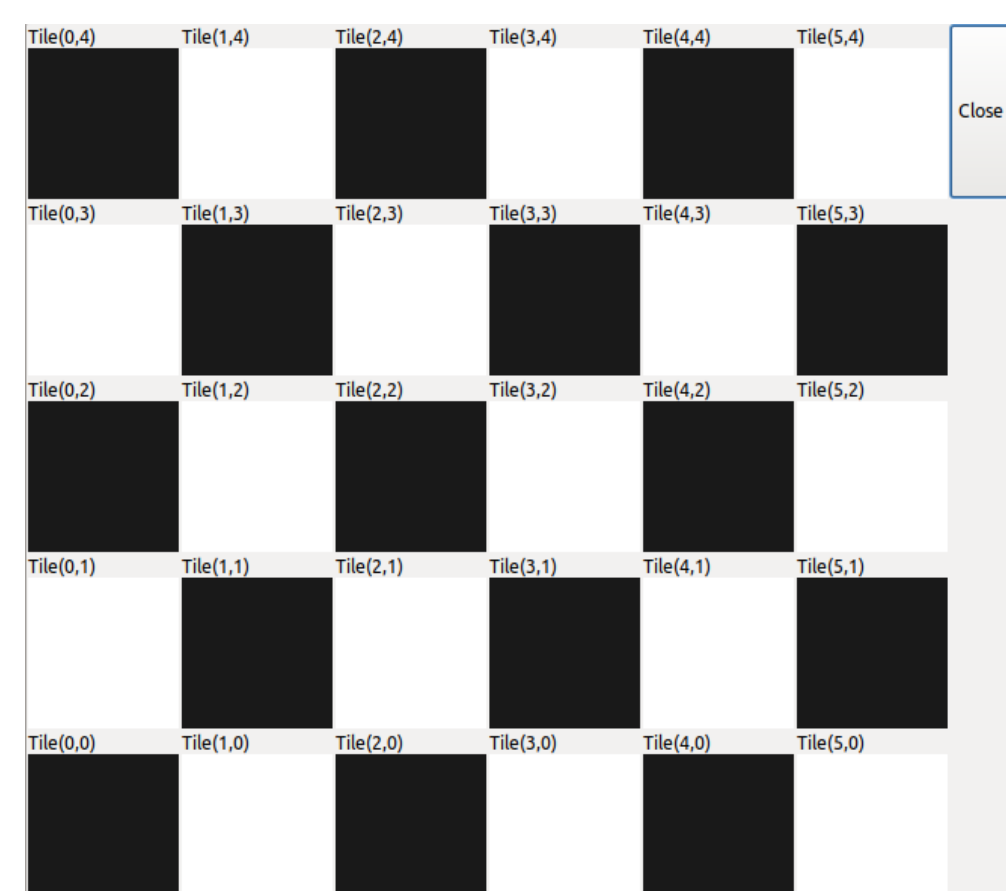 Tile(0,4) Tile(1,4) Tile(2,4) Tile(3,4) Tile(4,4) Tile(5,4)
Close
Tile(0,3) Tile(1,3) Tile(2,3) Tile(3,3) Tile(4,3) Tile(5,3)
Tile(0,2) Tile(1,2) Tile(2,2) Tile(3,2) Tile(4,2) Tile(5,2)
Tile(0,1) Tile(1,1) Tile(2,1) Tile(3,1) Tile(4,1) Tile(5,1)
Tile(0,0) Tile(1,0) Tile(2,0) Tile(3,0) Tile(4,0) Tile(5,0)